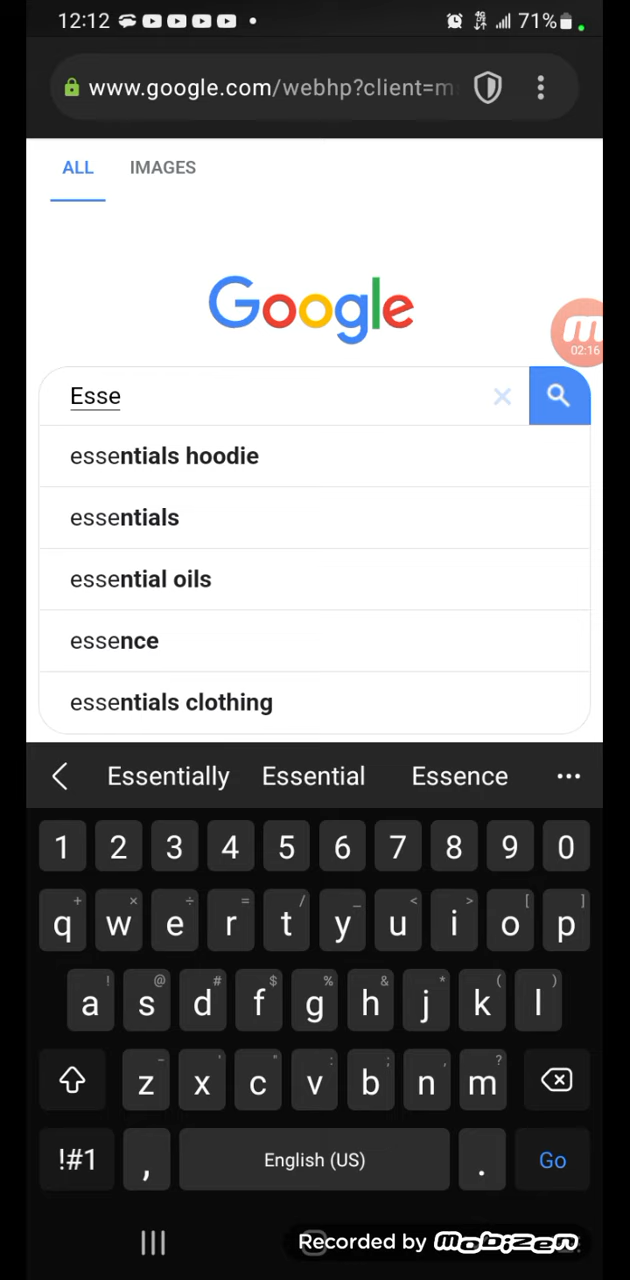 12:12
71%
www.google.com/webhp?client=m
ALL IMAGES
Google
02:16
Esse
essentials hoodie
essentials
essential oils
essence
essentials clothing
Essentially Essential Essence
1 2 3 4 5 6 7 8 9 0
+ × ÷ = / _ < > [ ]
q w e r t y u i o p
! @ # $ % & * ( )
a s d f g h j k l
- ' " : ; , ?
z x c v b n m
!#1 , English (US) . Go
Recorded by mobizen